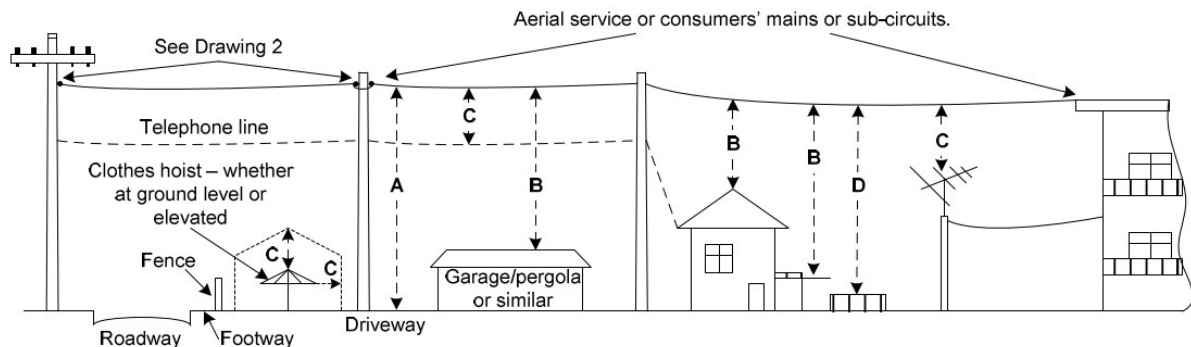 Aerial service or consumers’ mains or sub-circuits.
See Drawing 2
Telephone line
Clothes hoist – whether
at ground level or
elevated
Fence
C
C
A
C
B
Garage/pergola
or similar
B
B
D
C
Roadway
Footway
Driveway